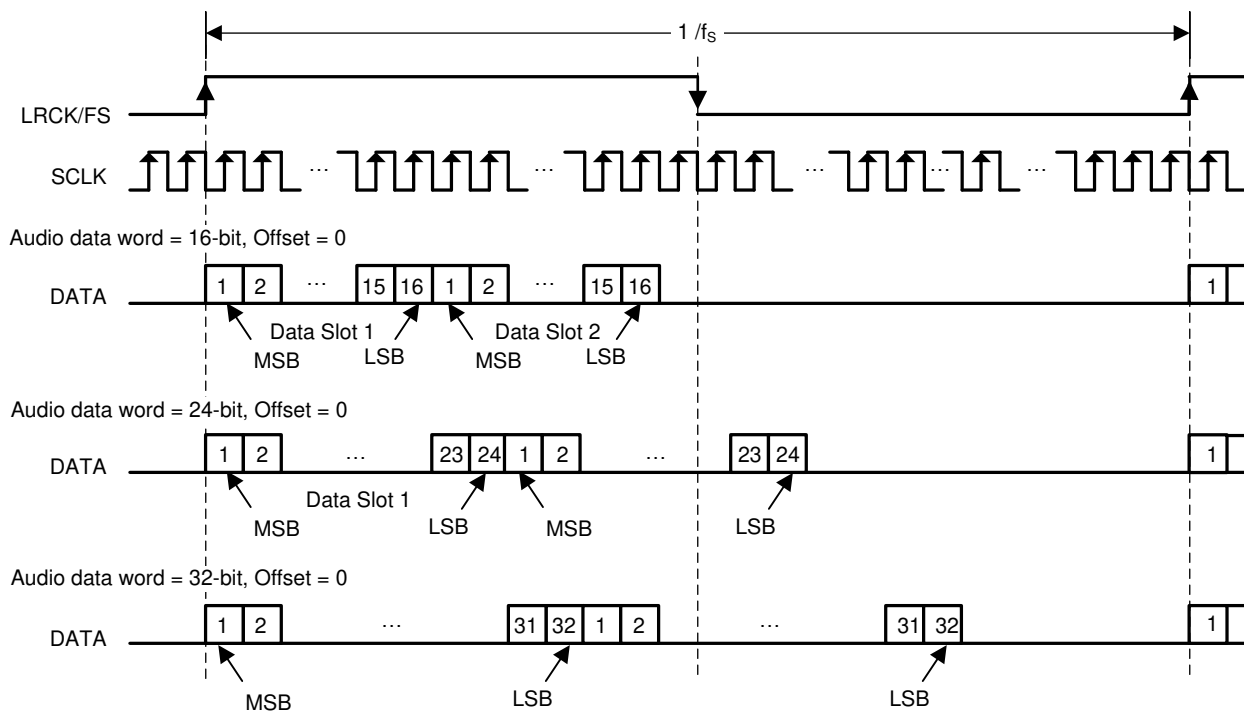 1 /fS
LRCK/FS
SCLK ... ... ... ... ...
Audio data word = 16-bit, Offset = 0
DATA 1 2 ... 15 16 1 2 ... 15 16 1
Data Slot 1 LSB Data Slot 2 LSB
MSB MSB
Audio data word = 24-bit, Offset = 0
DATA 1 2 ... 23 24 1 2 ... 23 24 1
Data Slot 1
MSB LSB MSB LSB
Audio data word = 32-bit, Offset = 0
DATA 1 2 ... 31 32 1 2 ... 31 32 1
MSB LSB LSB